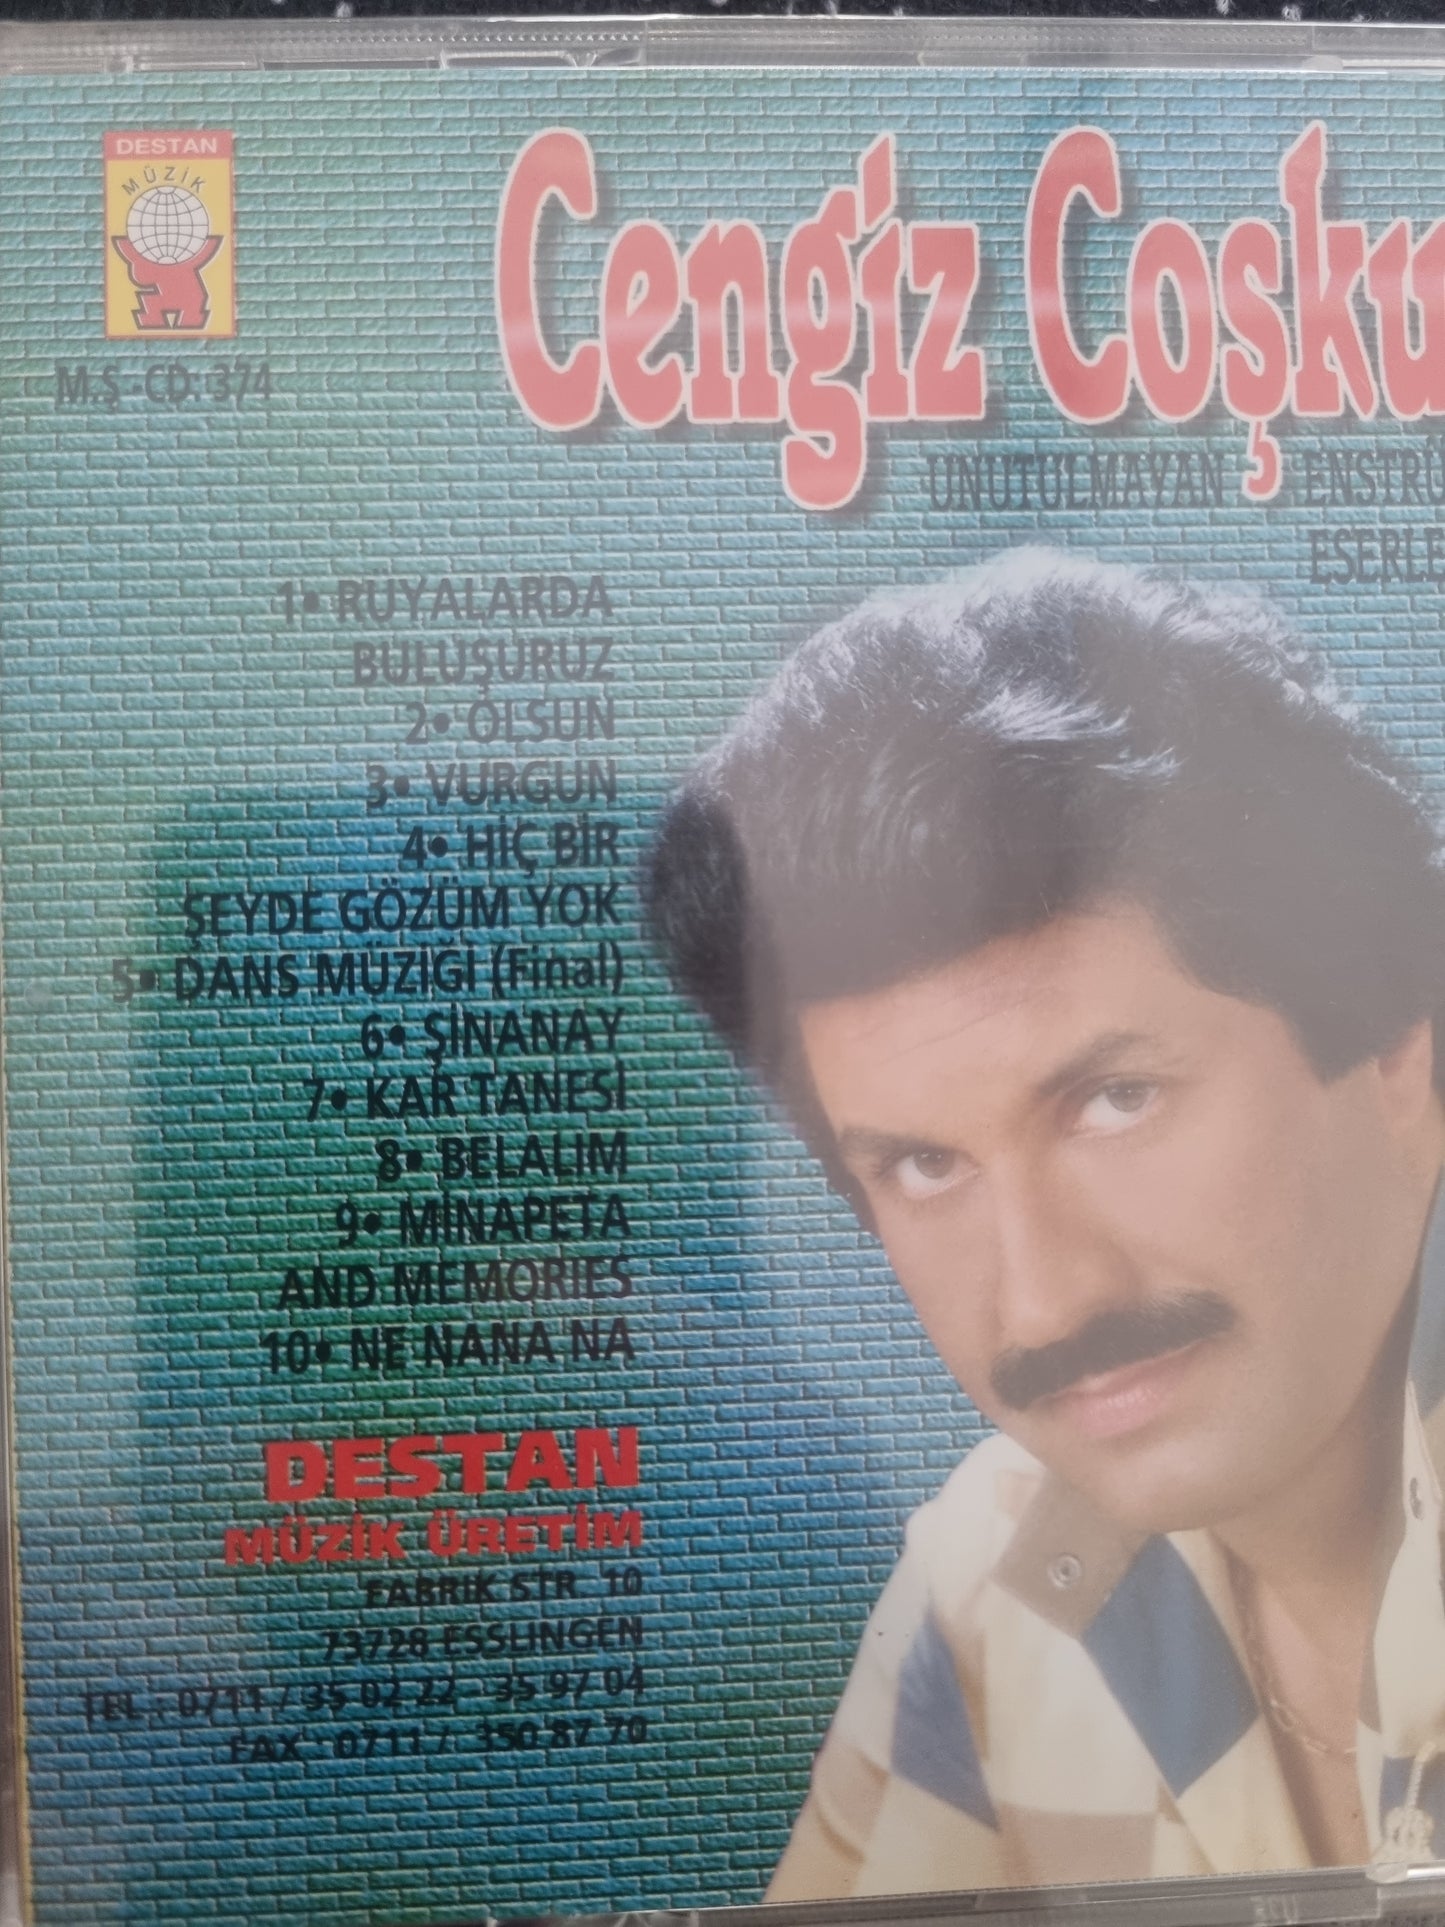 DESTAN
MÜZİK
M.Ş -CD: 374
Cengiz Coşku
UNUTULMAYAN ENSTRÜ
ESERLE
1• RUYALARDA
BULUŞURUZ
2• OLSUN
3• VURGUN
4• HİÇ BİR
ŞEYDE GÖZÜM YOK
5• DANS MÜZİĞİ (Final)
6• ŞİNANAY
7• KAR TANESİ
8• BELALIM
9• MİNAPETA
AND MEMORIES
10• NE NANA NA
DESTAN
MÜZİK ÜRETİM
FABRIK STR. 10
73728 ESSLINGEN
TEL : 0711 / 35 02 22 - 35 97 04
FAX : 0711 / 350 87 70